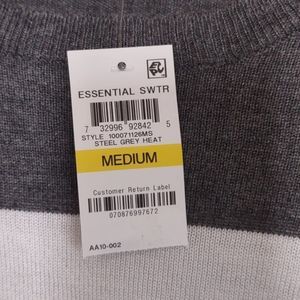 ESSENTIAL SWTR
7 32996 92842 5
STYLE 100071126MS
STEEL GREY HEAT
MEDIUM
Customer Return Label
070876997672
AA10-002